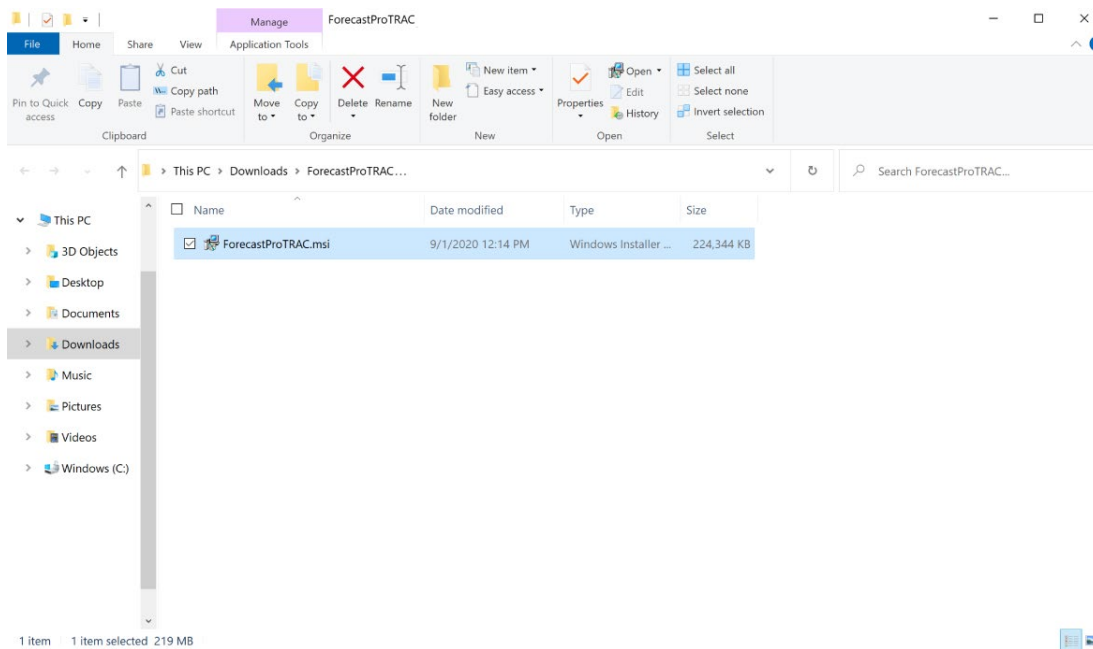 Manage ForecastProTRAC
File Home Share View Application Tools
Pin to Quick access
Copy
Paste
Cut
Copy path
Paste shortcut
Clipboard
Move to
Copy to
Delete
Rename
Organize
New folder
New item
Easy access
New
Properties
Open
Edit
History
Open
Select all
Select none
Invert selection
Select
This PC > Downloads > ForecastProTRAC...
Search ForecastProTRAC...
Name Date modified Type Size
ForecastProTRAC.msi 9/1/2020 12:14 PM Windows Installer ... 224,344 KB
This PC
3D Objects
Desktop
Documents
Downloads
Music
Pictures
Videos
Windows (C:)
1 item 1 item selected 219 MB